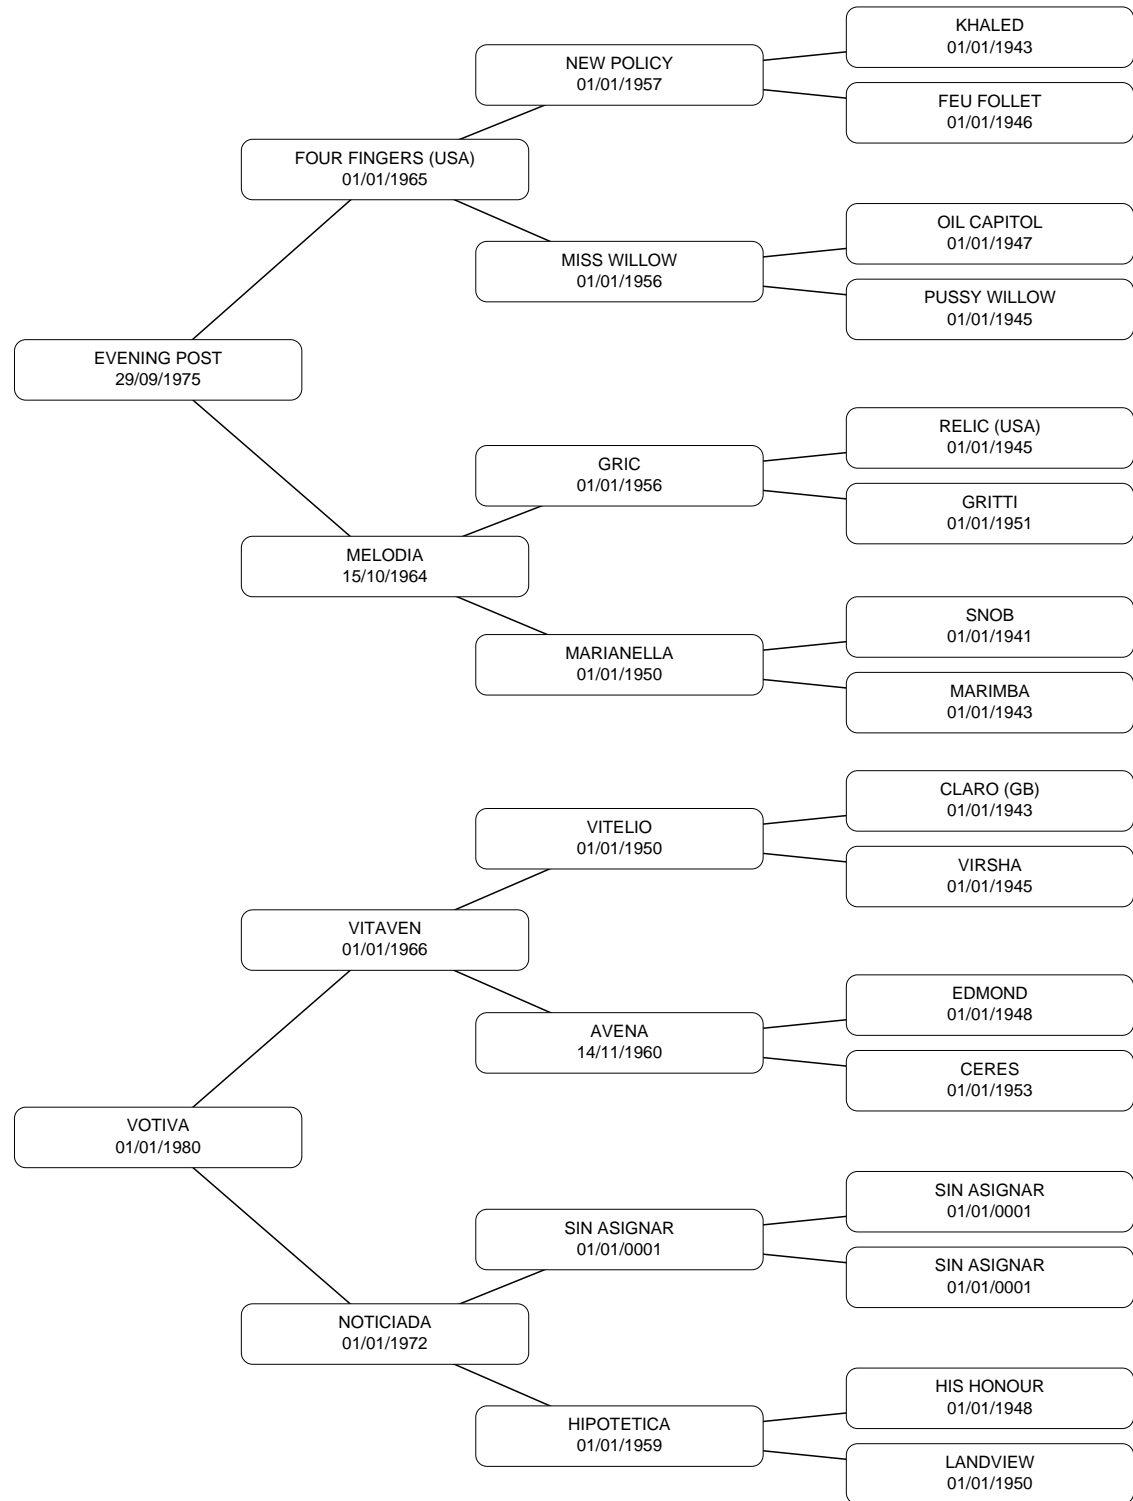 KHALED
01/01/1943
NEW POLICY
01/01/1957
FEU FOLLET
01/01/1946
FOUR FINGERS (USA)
01/01/1965
OIL CAPITOL
01/01/1947
MISS WILLOW
01/01/1956
PUSSY WILLOW
01/01/1945
EVENING POST
29/09/1975
RELIC (USA)
01/01/1945
GRIC
01/01/1956
GRITTI
01/01/1951
MELODIA
15/10/1964
SNOB
01/01/1941
MARIANELLA
01/01/1950
MARIMBA
01/01/1943
CLARO (GB)
01/01/1943
VITELIO
01/01/1950
VIRSHA
01/01/1945
VITAVEN
01/01/1966
EDMOND
01/01/1948
AVENA
14/11/1960
CERES
01/01/1953
VOTIVA
01/01/1980
SIN ASIGNAR
01/01/0001
SIN ASIGNAR
01/01/0001
SIN ASIGNAR
01/01/0001
NOTICIADA
01/01/1972
HIS HONOUR
01/01/1948
HIPOTETICA
01/01/1959
LANDVIEW
01/01/1950